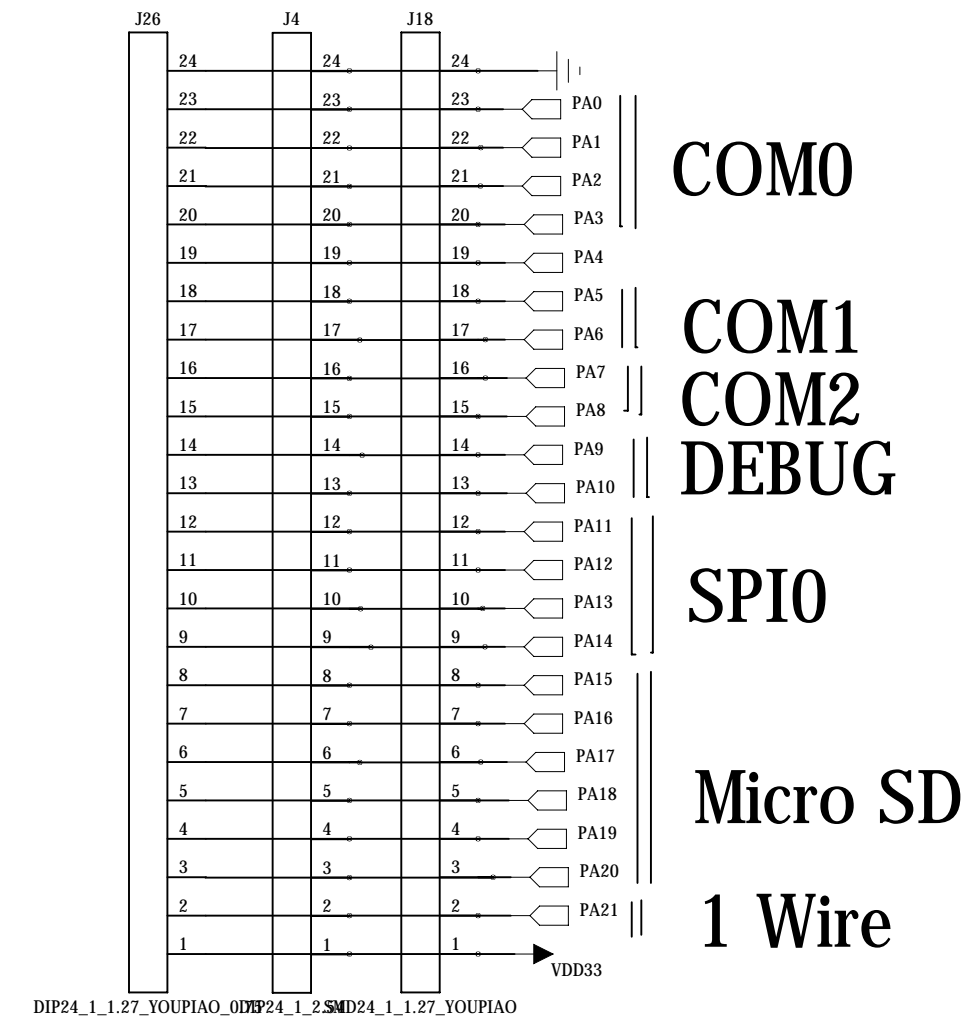 J26 J4 J18
24 24 24
23 23 23 PA0
22 22 22 PA1
COM0
21 21 21 PA2
20 20 20 PA3
19 19 19 PA4
18 18 18 PA5
COM1
17 17 17 PA6
16 16 16 PA7
COM2
15 15 15 PA8
14 14 14 PA9
DEBUG
13 13 13 PA10
12 12 12 PA11
11 11 11 PA12
SPI0
10 10 10 PA13
9 9 9 PA14
8 8 8 PA15
7 7 7 PA16
6 6 6 PA17
Micro SD
5 5 5 PA18
4 4 4 PA19
3 3 3 PA20
2 2 2 PA21
1 Wire
1 1 1 VDD33
DIP24_1_1.27_YOUPIAO_0.75 DIP24_1_2.54 SMD24_1_1.27_YOUPIAO